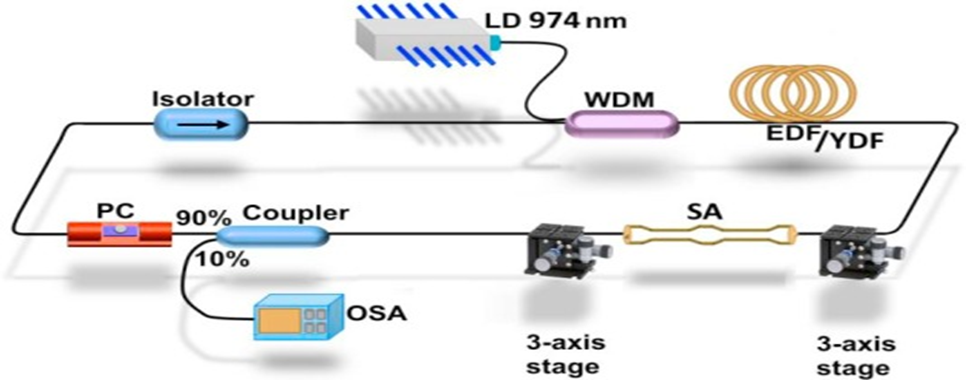 LD 974 nm
Isolator
WDM
EDF/YDF
PC
90%
Coupler
SA
10%
OSA
3-axis
stage
3-axis
stage